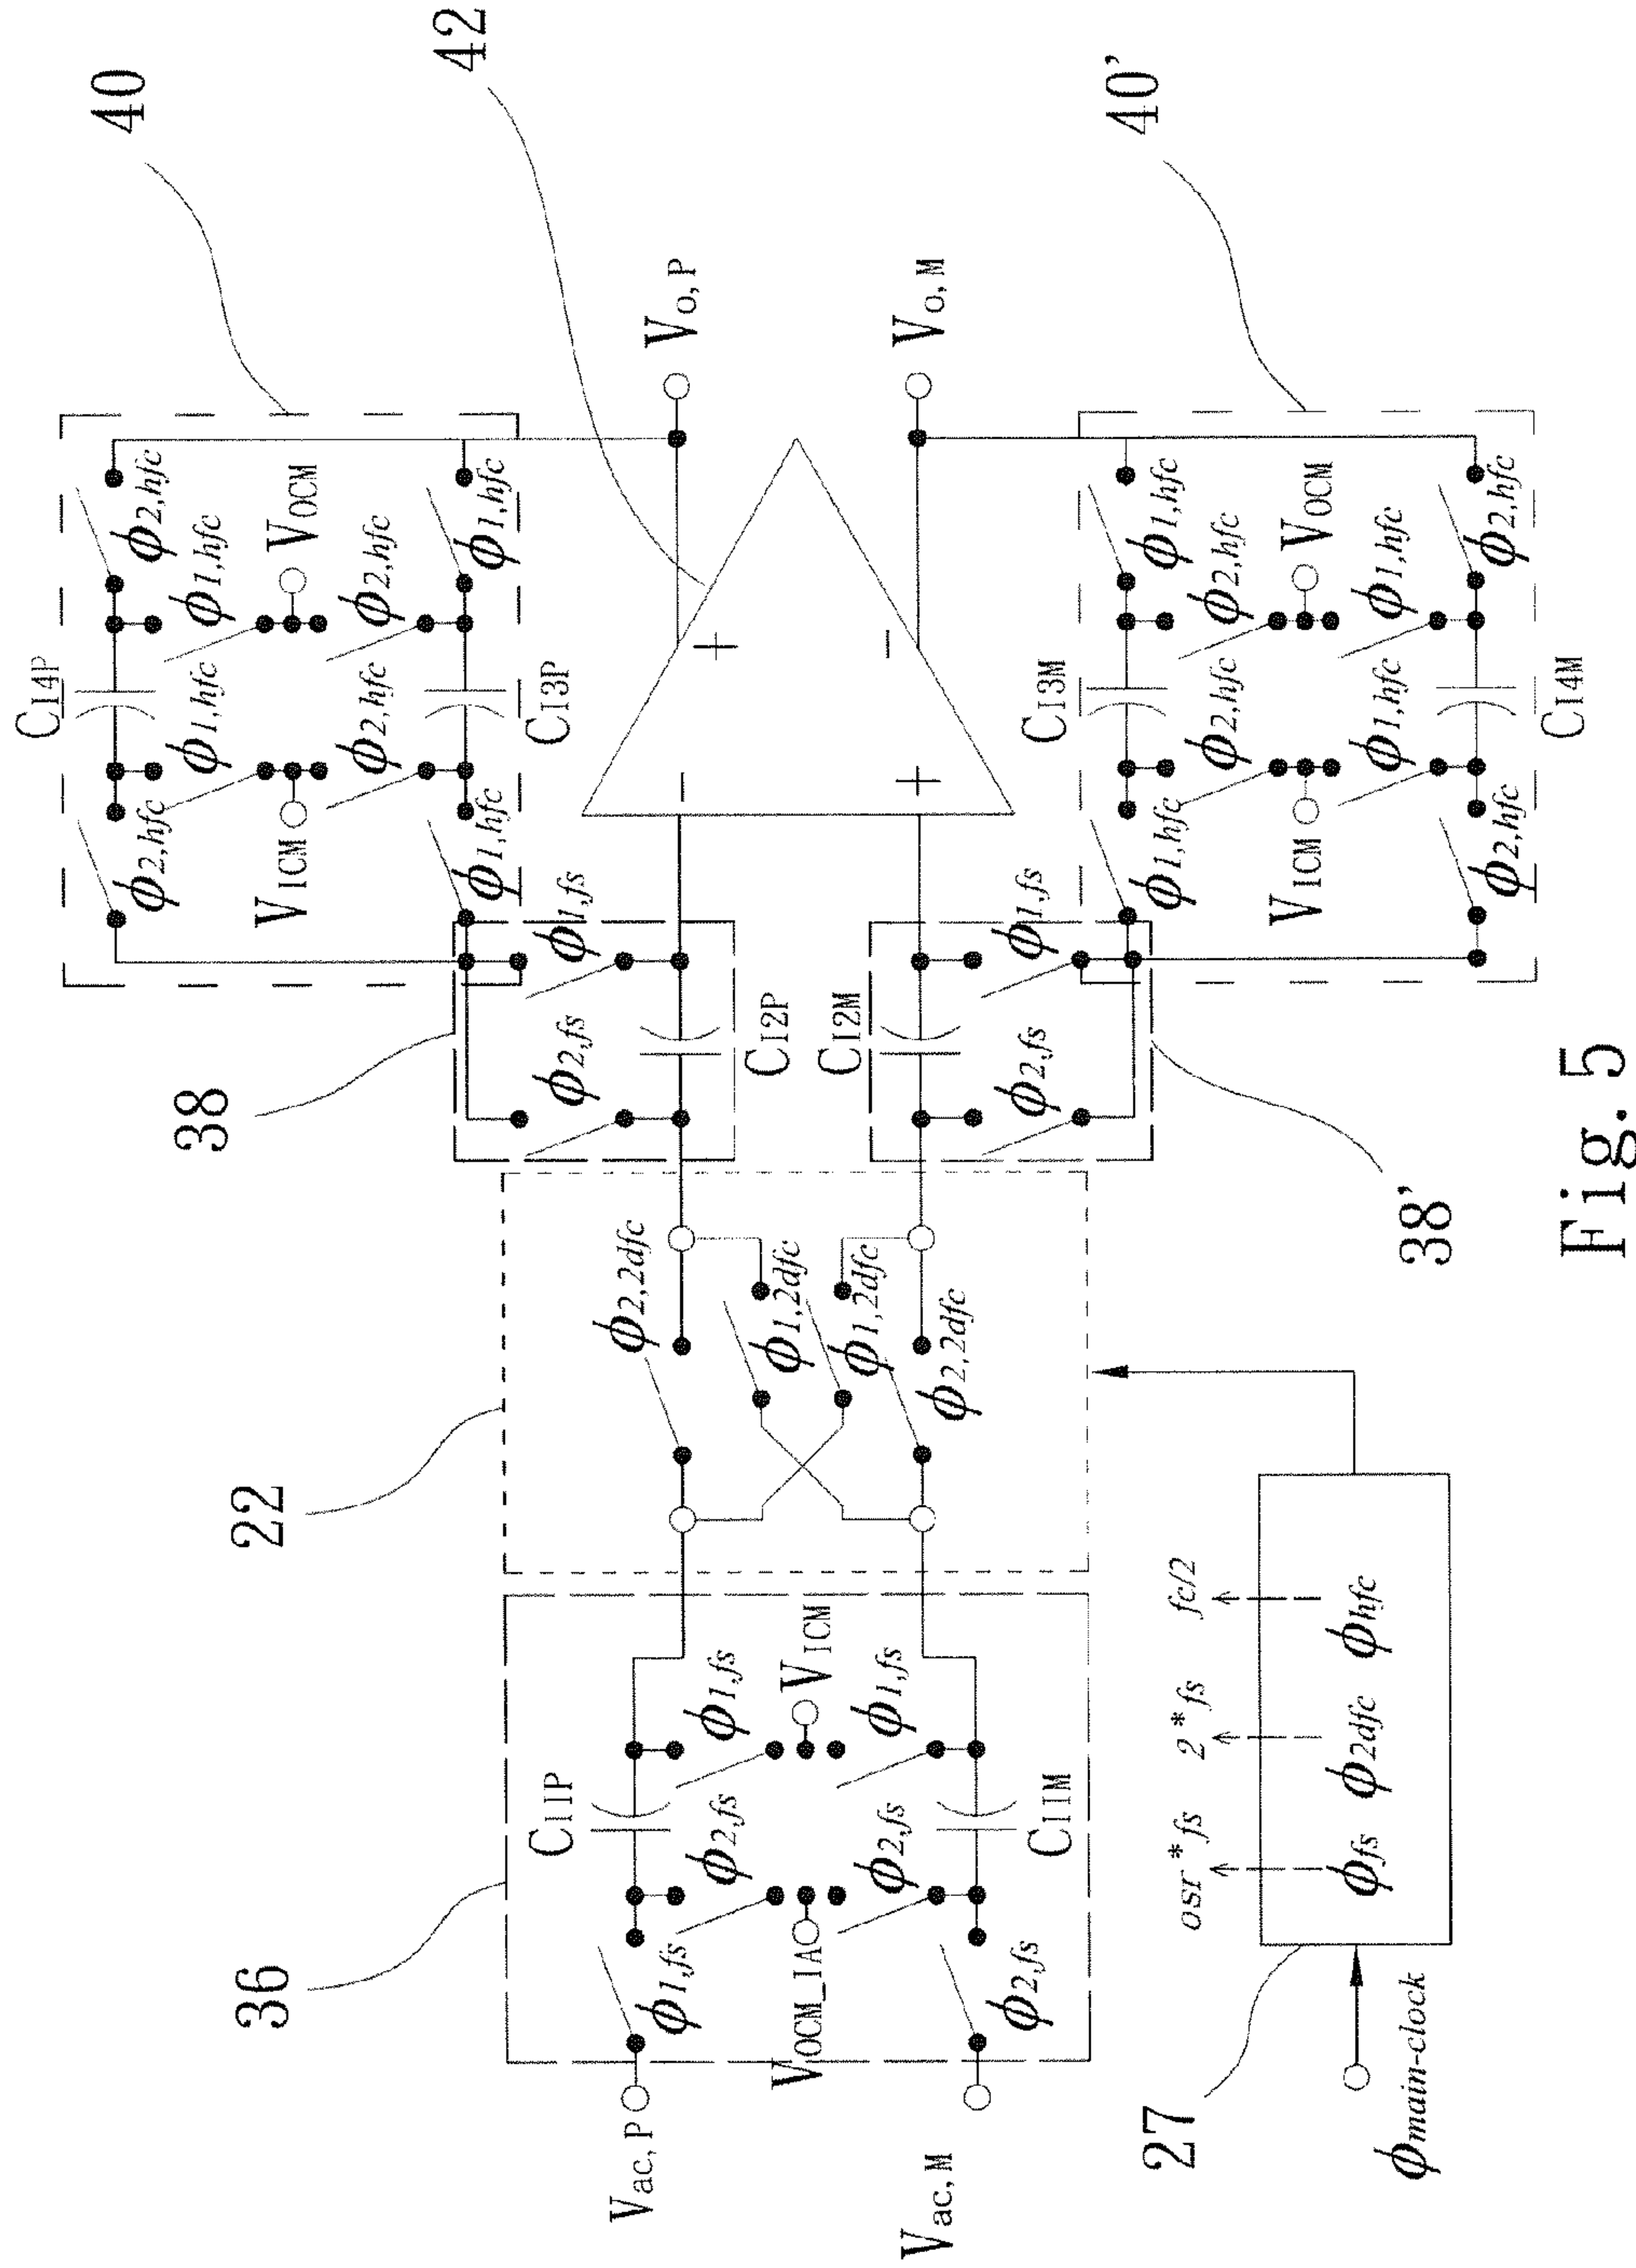 40
C14P
ϕ2,hfc
ϕ2,hfc
ϕ1,hfc
ϕ1,hfc
VICM
VOCM
ϕ2,hfc
ϕ2,hfc
ϕ1,hfc
ϕ1,hfc
C13P
42
38
ϕ2,fs
ϕ1,fs
C12P
C12M
ϕ2,fs
ϕ1,fs
38'
-
+
+
-
Vo,P
Vo,M
40'
C13M
ϕ1,hfc
ϕ1,hfc
ϕ2,hfc
ϕ2,hfc
VICM
VOCM
ϕ1,hfc
ϕ1,hfc
ϕ2,hfc
ϕ2,hfc
C14M
22
ϕ2,2dfc
ϕ1,2dfc
ϕ1,2dfc
ϕ2,2dfc
36
Vac,P
ϕ1,fs
C11P
ϕ2,fs
ϕ1,fs
VOCM_IA
VICM
ϕ2,fs
ϕ1,fs
Vac,M
ϕ2,fs
C11M
osr*fs
2*fs
fc/2
ϕfs
ϕ2dfc
ϕhfc
27
ϕmain-clock
Fig. 5